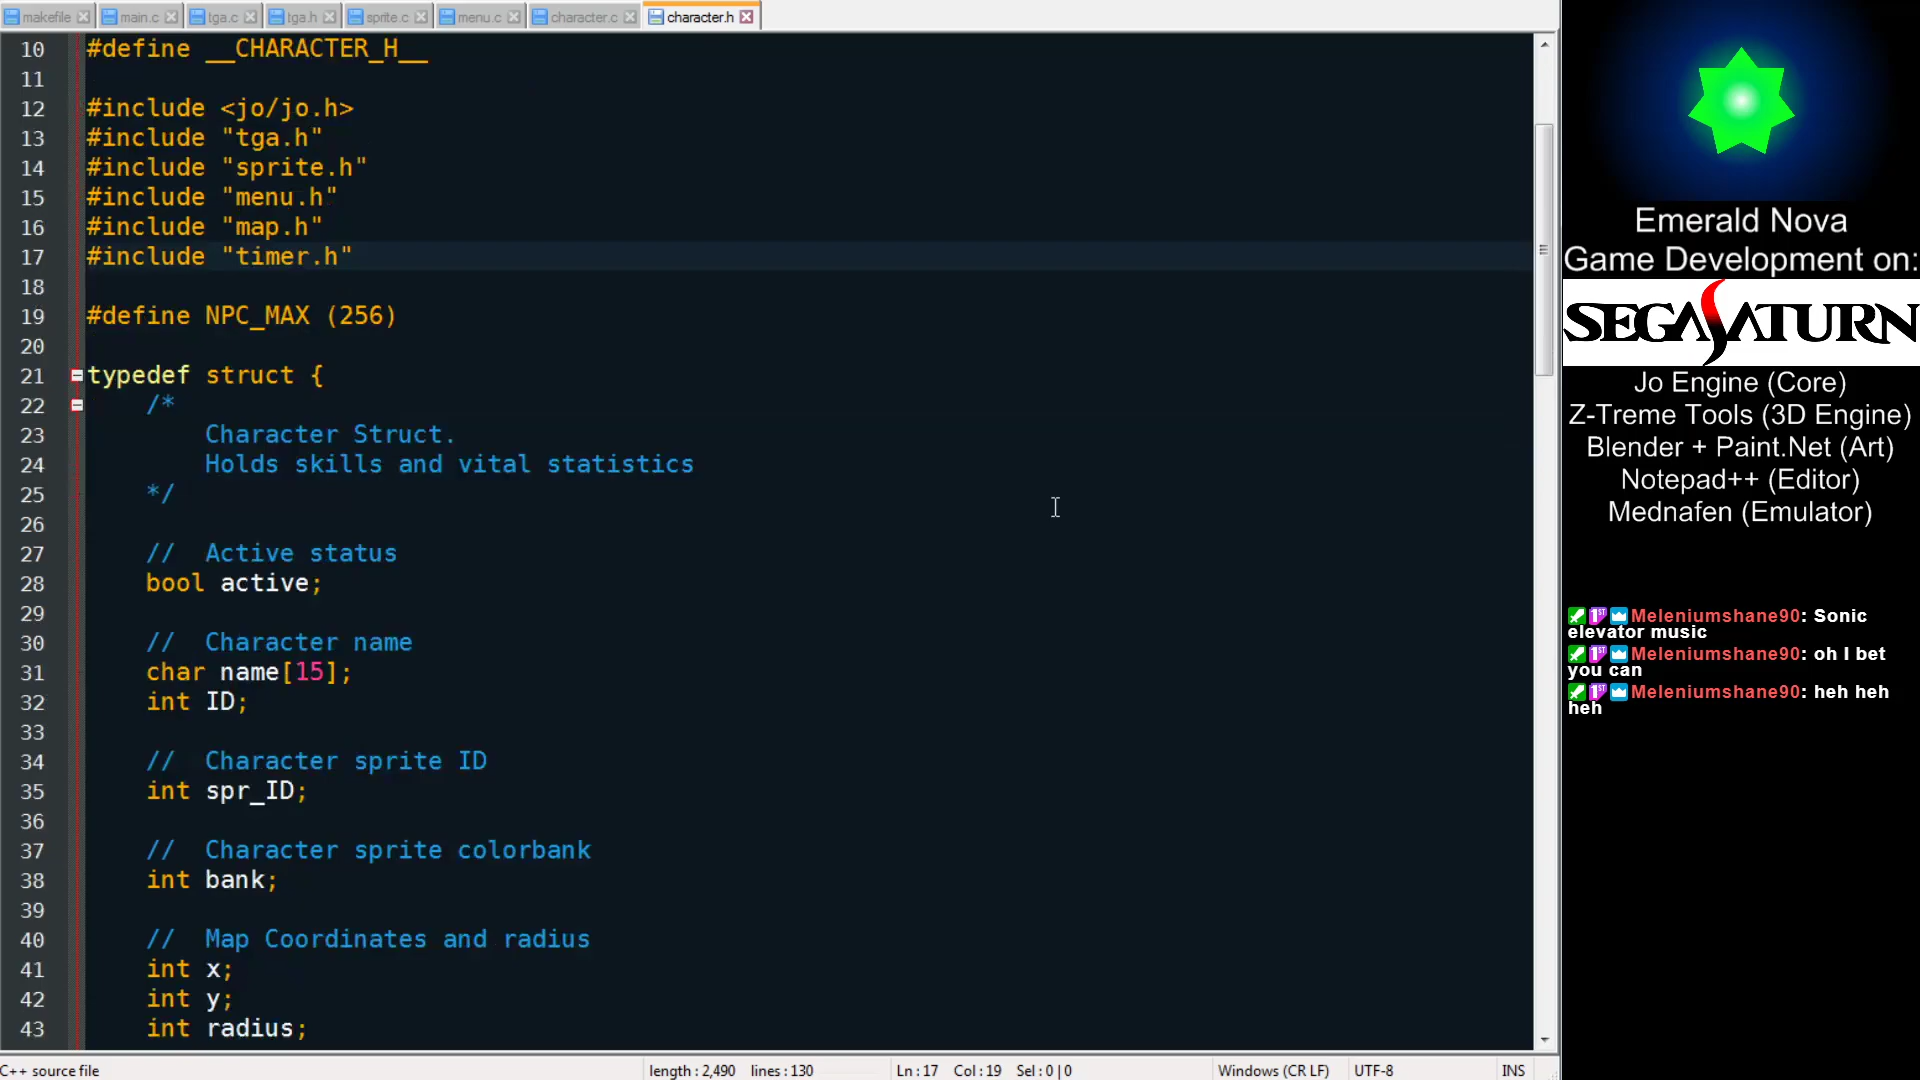 makefile main.c tga.c tga.h sprite.c menu.c character.c character.h
10 #define __CHARACTER_H__
11
12 #include <jo/jo.h>
13 #include "tga.h"
14 #include "sprite.h"
15 #include "menu.h"
16 #include "map.h"
17 #include "timer.h"
18
19 #define NPC_MAX (256)
20
21 typedef struct {
22 /*
23 Character Struct.
24 Holds skills and vital statistics
25 */
26
27 // Active status
28 bool active;
29
30 // Character name
31 char name[15];
32 int ID;
33
34 // Character sprite ID
35 int spr_ID;
36
37 // Character sprite colorbank
38 int bank;
39
40 // Map Coordinates and radius
41 int x;
42 int y;
43 int radius;
C++ source file length : 2,490 lines : 130 Ln : 17 Col : 19 Sel : 0 | 0 Windows (CR LF) UTF-8 INS
Emerald Nova
Game Development on:
SEGA SATURN
Jo Engine (Core)
Z-Treme Tools (3D Engine)
Blender + Paint.Net (Art)
Notepad++ (Editor)
Mednafen (Emulator)
1ST Meleniumshane90: Sonic
elevator music
1ST Meleniumshane90: oh I bet
you can
1ST Meleniumshane90: heh heh
heh